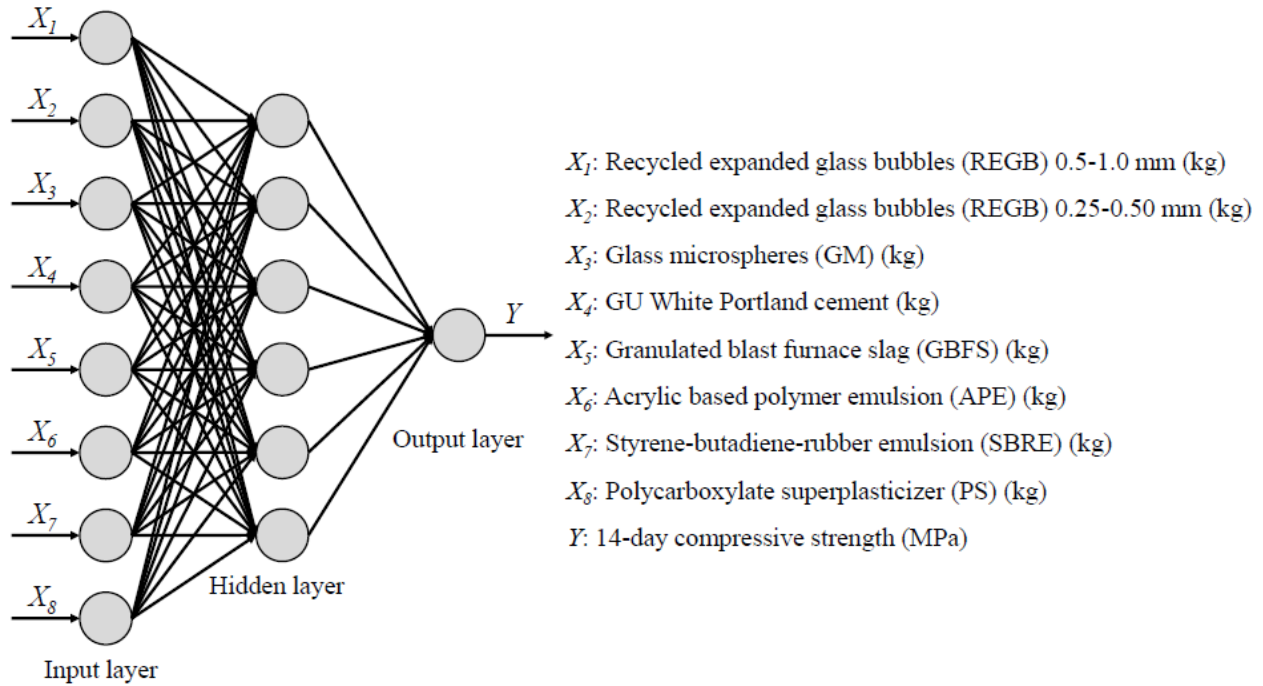 X1
X2
X3
X4
X5
X6
X7
X8
Input layer
Hidden layer
Output layer
Y
X1: Recycled expanded glass bubbles (REGB) 0.5-1.0 mm (kg)
X2: Recycled expanded glass bubbles (REGB) 0.25-0.50 mm (kg)
X3: Glass microspheres (GM) (kg)
X4: GU White Portland cement (kg)
X5: Granulated blast furnace slag (GBFS) (kg)
X6: Acrylic based polymer emulsion (APE) (kg)
X7: Styrene-butadiene-rubber emulsion (SBRE) (kg)
X8: Polycarboxylate superplasticizer (PS) (kg)
Y: 14-day compressive strength (MPa)